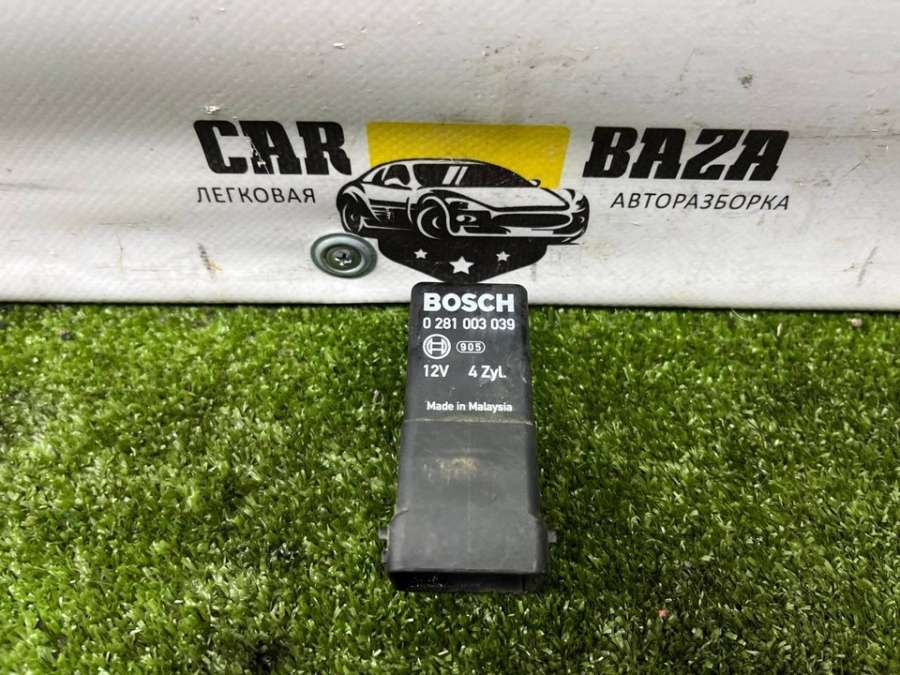 CAR BAZA
ЛЕГКОВАЯ АВТОРАЗБОРКА
BOSCH
0 281 003 039
905
12V 4 ZyL
Made in Malaysia